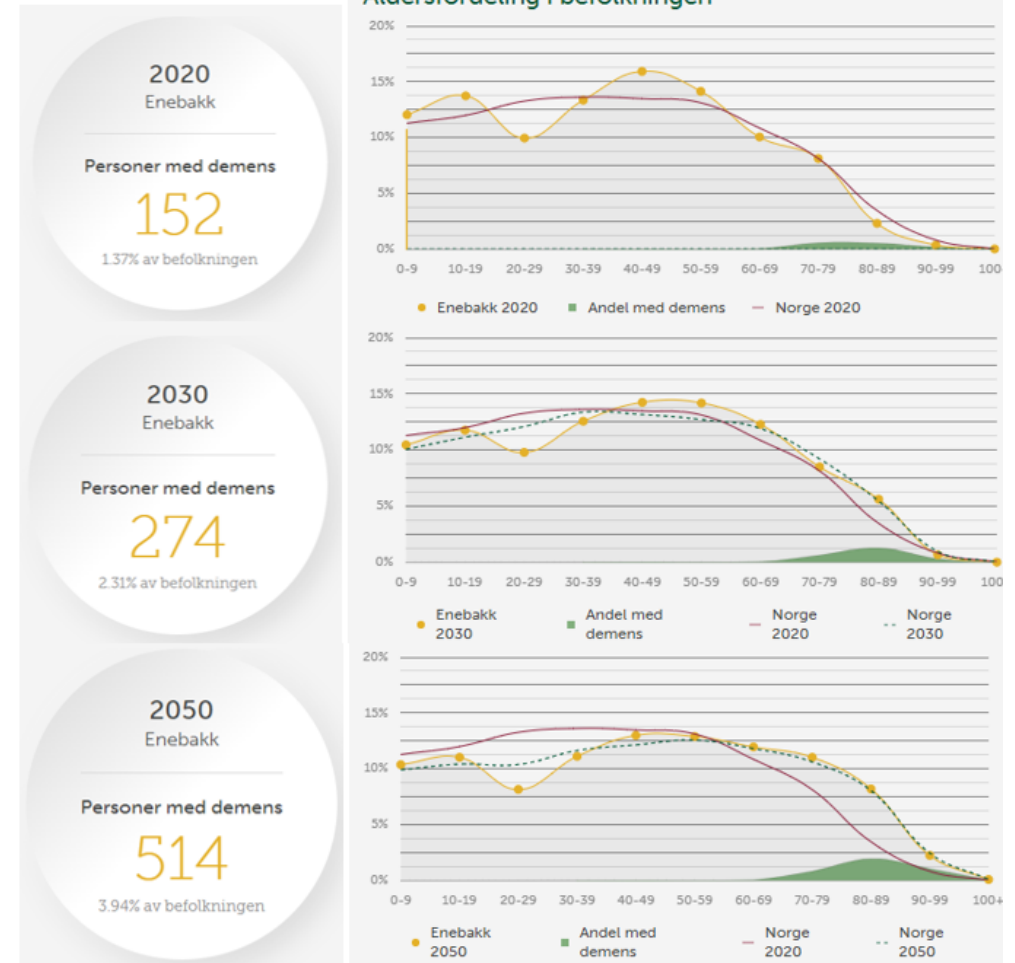 Aldersfordeling i befolkningen
2020
Enebakk
Personer med demens
152
1.37% av befolkningen
20%
15%
10%
5%
0%
0-9 10-19 20-29 30-39 40-49 50-59 60-69 70-79 80-89 90-99 100
Enebakk 2020 Andel med demens Norge 2020
2030
Enebakk
Personer med demens
274
2.31% av befolkningen
20%
15%
10%
5%
0%
0-9 10-19 20-29 30-39 40-49 50-59 60-69 70-79 80-89 90-99 100
Enebakk Andel med Norge Norge
2030 demens 2020 2030
2050
Enebakk
Personer med demens
514
3.94% av befolkningen
20%
15%
10%
5%
0%
0-9 10-19 20-29 30-39 40-49 50-59 60-69 70-79 80-89 90-99 100+
Enebakk Andel med Norge Norge
2050 demens 2020 2050